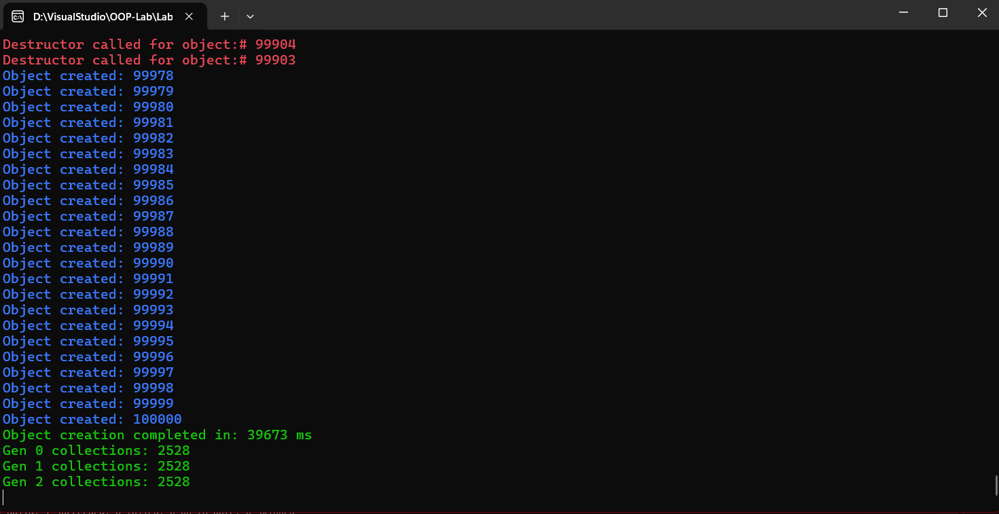 D:\VisualStudio\OOP-Lab\Lab
Destructor called for object:# 99904
Destructor called for object:# 99903
Object created: 99978
Object created: 99979
Object created: 99980
Object created: 99981
Object created: 99982
Object created: 99983
Object created: 99984
Object created: 99985
Object created: 99986
Object created: 99987
Object created: 99988
Object created: 99989
Object created: 99990
Object created: 99991
Object created: 99992
Object created: 99993
Object created: 99994
Object created: 99995
Object created: 99996
Object created: 99997
Object created: 99998
Object created: 99999
Object created: 100000
Object creation completed in: 39673 ms
Gen 0 collections: 2528
Gen 1 collections: 2528
Gen 2 collections: 2528